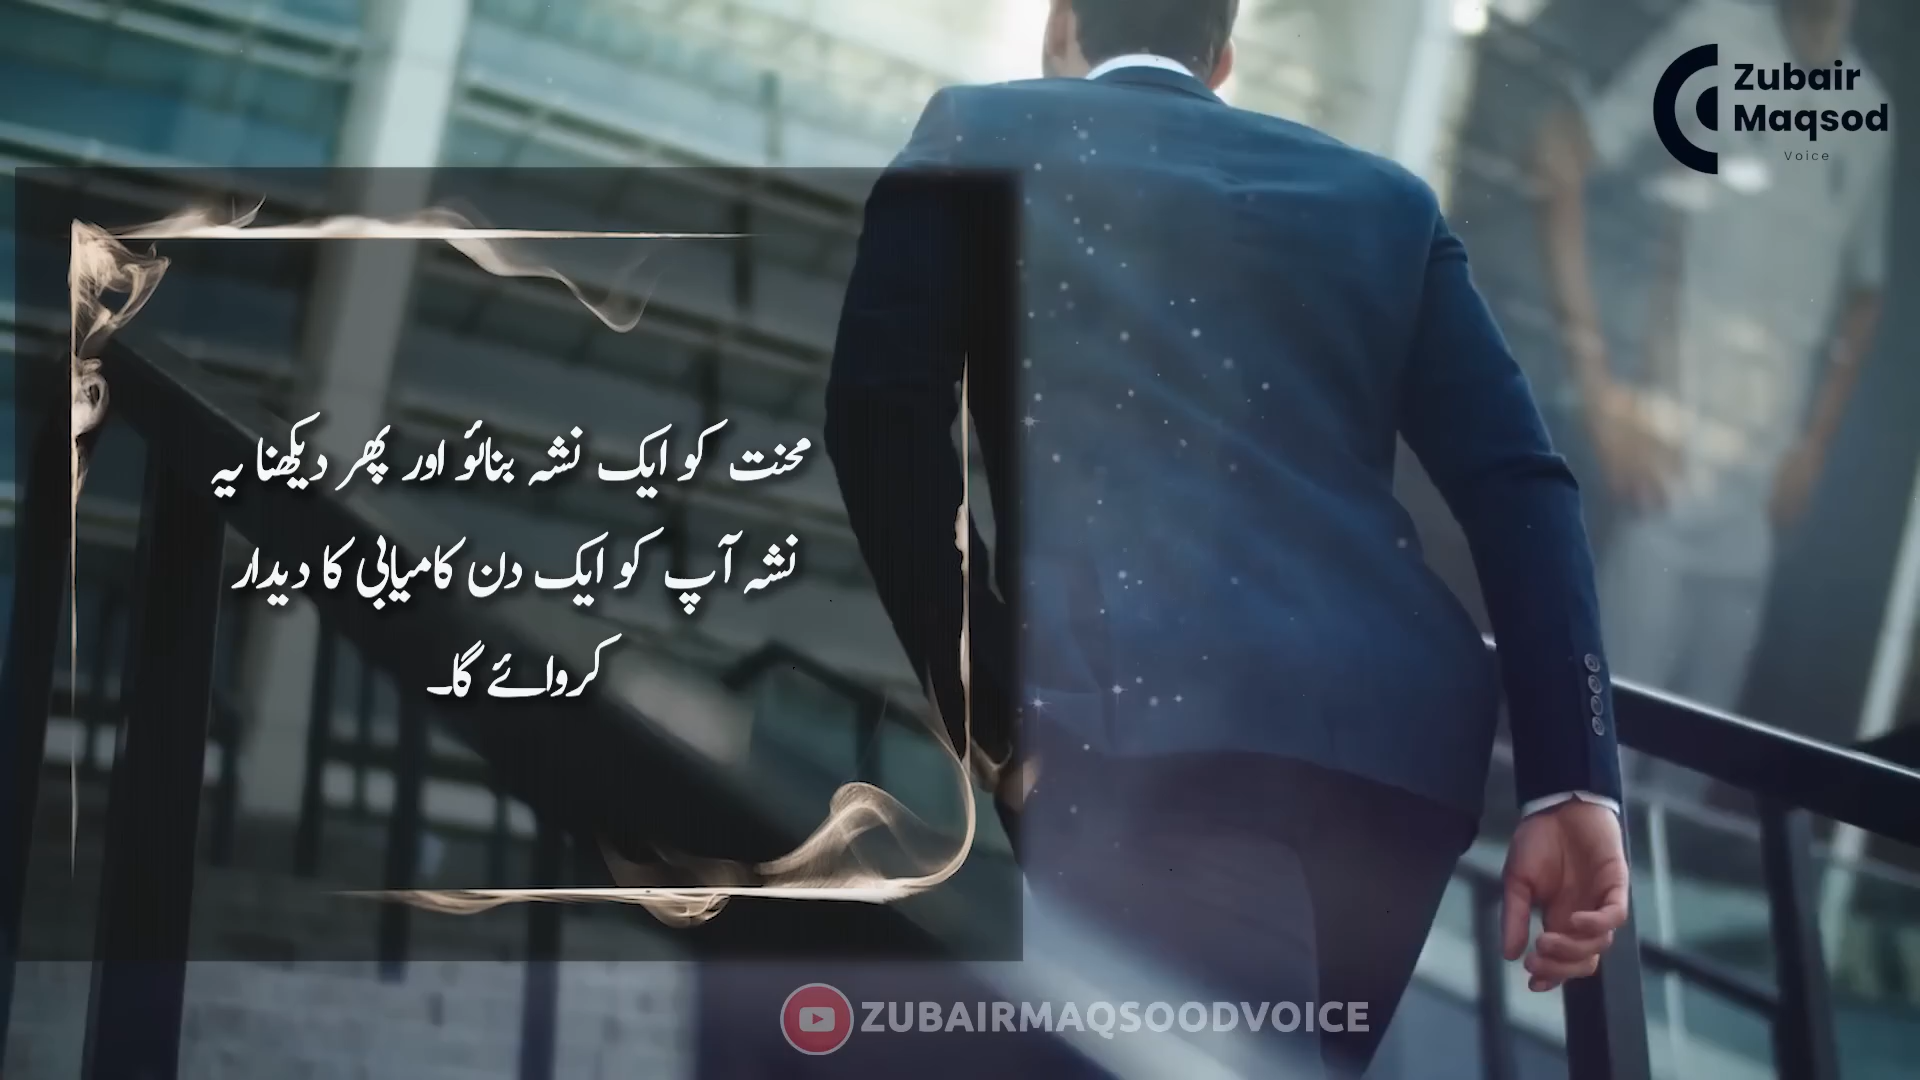 Zubair
Maqsod
Voice
محنت کو ایک نشہ بنائو اور پھر دیکھنا یہ
نشہ آپ کو ایک دن کامیابی کا دیدار
کروائے گا۔
ZUBAIRMAQSOODVOICE